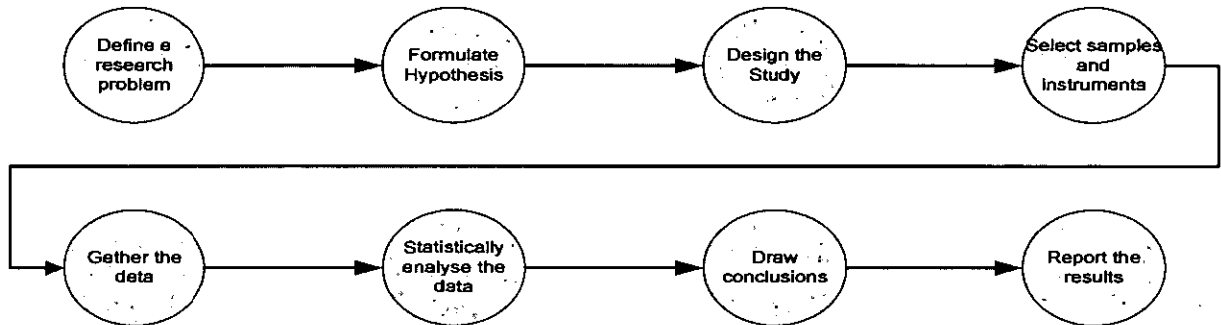 Define a
research
problem
Formulate
Hypothesis
Design the
Study
Select samples
and
instruments
Gether the
deta
Statistically
analyse the
data
Draw
conclusions
Report the
results